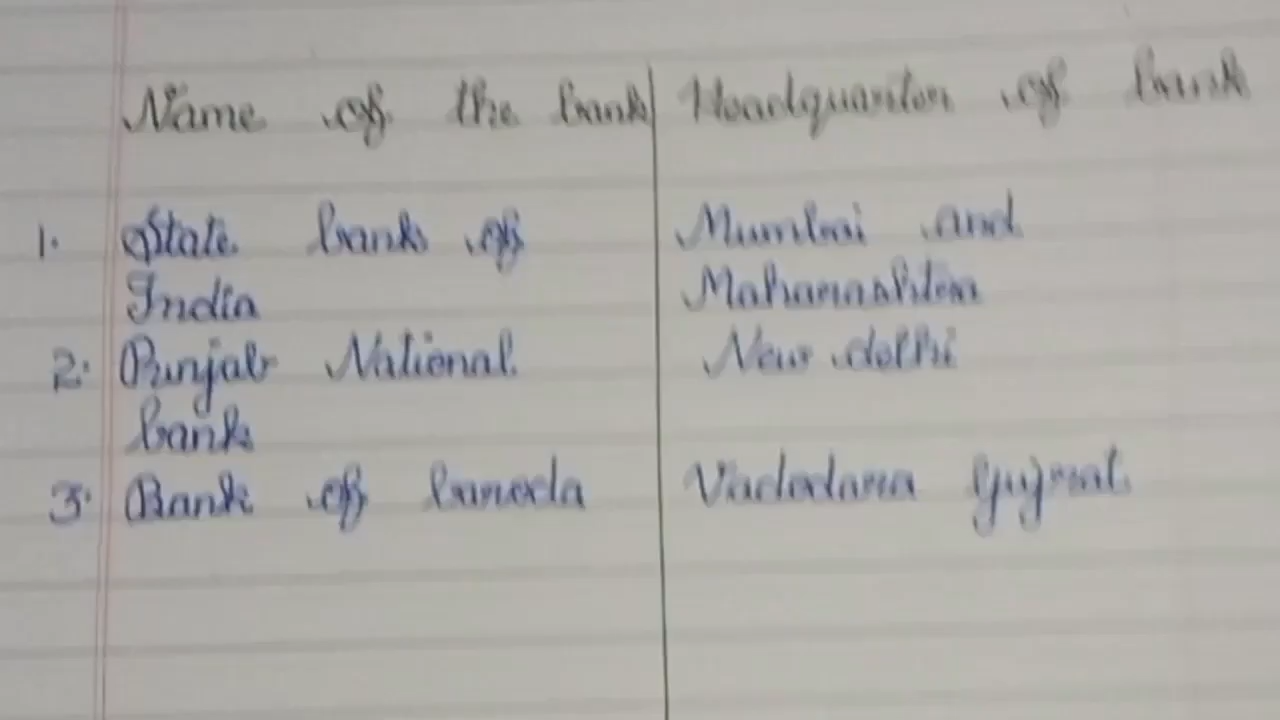 Name of the bank Headquarter of bank
1. State bank of Mumbai and
India Maharashtra
2. Punjab National New delhi
bank
3. Bank of baroda Vadodara Gujrat